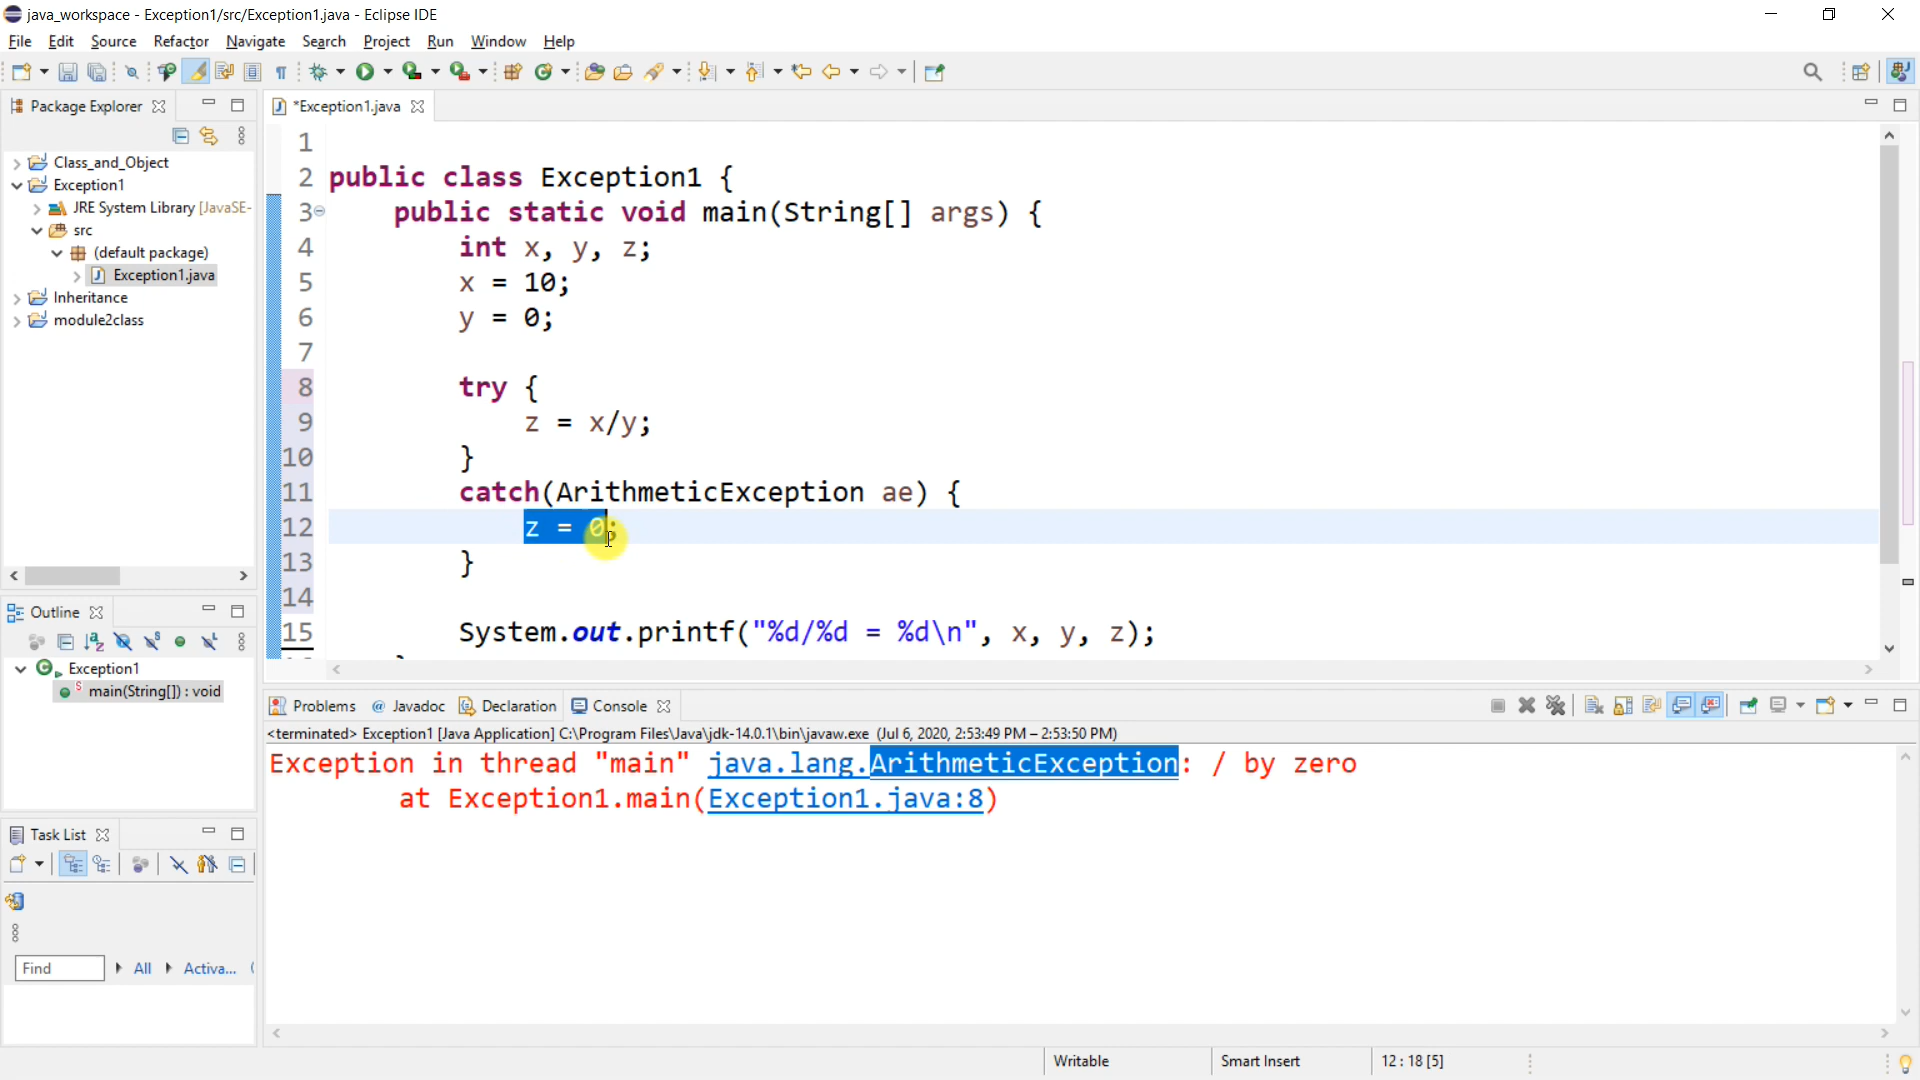 java_workspace - Exception1/src/Exception1.java - Eclipse IDE
File Edit Source Refactor Navigate Search Project Run Window Help
Package Explorer
Class_and_Object
Exception1
JRE System Library [JavaSE-
src
(default package)
Exception1.java
Inheritance
module2class
*Exception1.java
1
2 public class Exception1 {
3 public static void main(String[] args) {
4 int x, y, z;
5 x = 10;
6 y = 0;
7
8 try {
9 z = x/y;
10 }
11 catch(ArithmeticException ae) {
12 z = 0;
13 }
14
15 System.out.printf("%d/%d = %d\n", x, y, z);
Outline
Exception1
main(String[]) : void
Task List
Find All Activa...
Problems Javadoc Declaration Console
<terminated> Exception1 [Java Application] C:\Program Files\Java\jdk-14.0.1\bin\javaw.exe (Jul 6, 2020, 2:53:49 PM – 2:53:50 PM)
Exception in thread "main" java.lang.ArithmeticException: / by zero
at Exception1.main(Exception1.java:8)
Writable Smart Insert 12 : 18 [5]